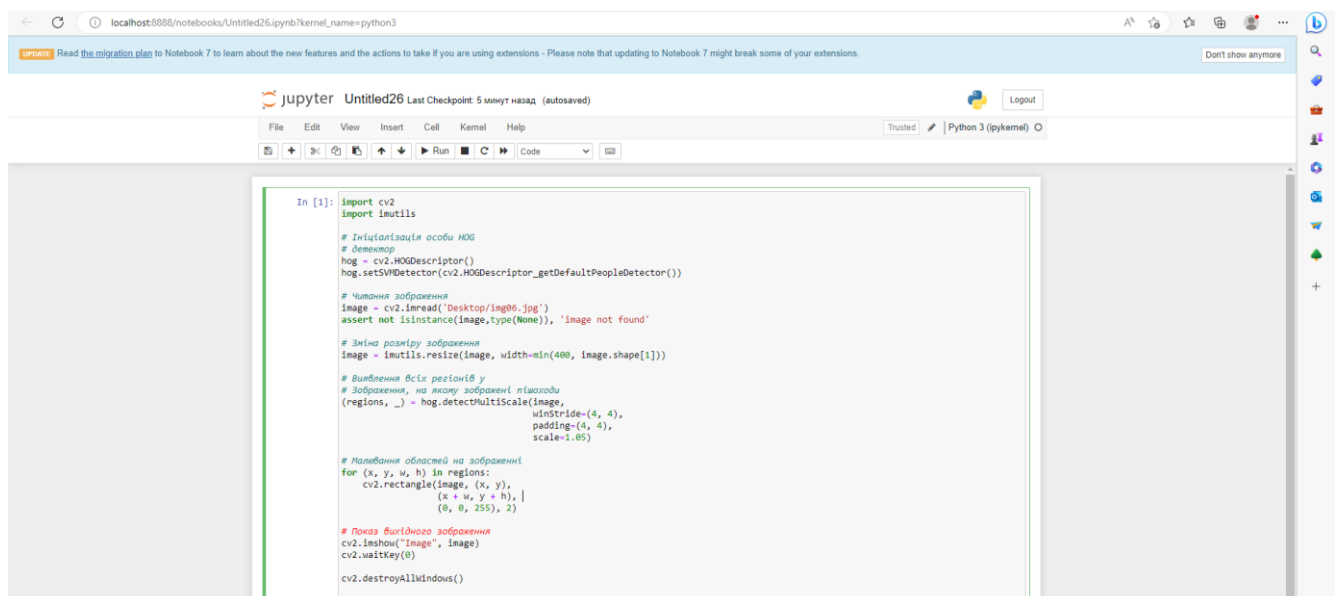 localhost:8888/notebooks/Untitled26.ipynb?kernel_name=python3
UPDATE Read the migration plan to Notebook 7 to learn about the new features and the actions to take if you are using extensions - Please note that updating to Notebook 7 might break some of your extensions.
Don't show anymore
jupyter Untitled26 Last Checkpoint: 5 минут назад (autosaved)
Logout
File Edit View Insert Cell Kernel Help
Trusted Python 3 (ipykernel)
Run Code
In [1]: import cv2
import imutils
# Ініціалізація особи HOG
# детектор
hog = cv2.HOGDescriptor()
hog.setSVMDetector(cv2.HOGDescriptor_getDefaultPeopleDetector())
# Читання зображення
image = cv2.imread('Desktop/img06.jpg')
assert not isinstance(image,type(None)), 'image not found'
# Зміна розміру зображення
image = imutils.resize(image, width=min(400, image.shape[1]))
# Виявлення всіх регіонів у
# Зображення, на якому зображені пішоходи
(regions, _) = hog.detectMultiScale(image,
winStride=(4, 4),
padding=(4, 4),
scale=1.05)
# Малювання областей на зображенні
for (x, y, w, h) in regions:
cv2.rectangle(image, (x, y),
(x + w, y + h),
(0, 0, 255), 2)
# Показ вихідного зображення
cv2.imshow("Image", image)
cv2.waitKey(0)
cv2.destroyAllWindows()